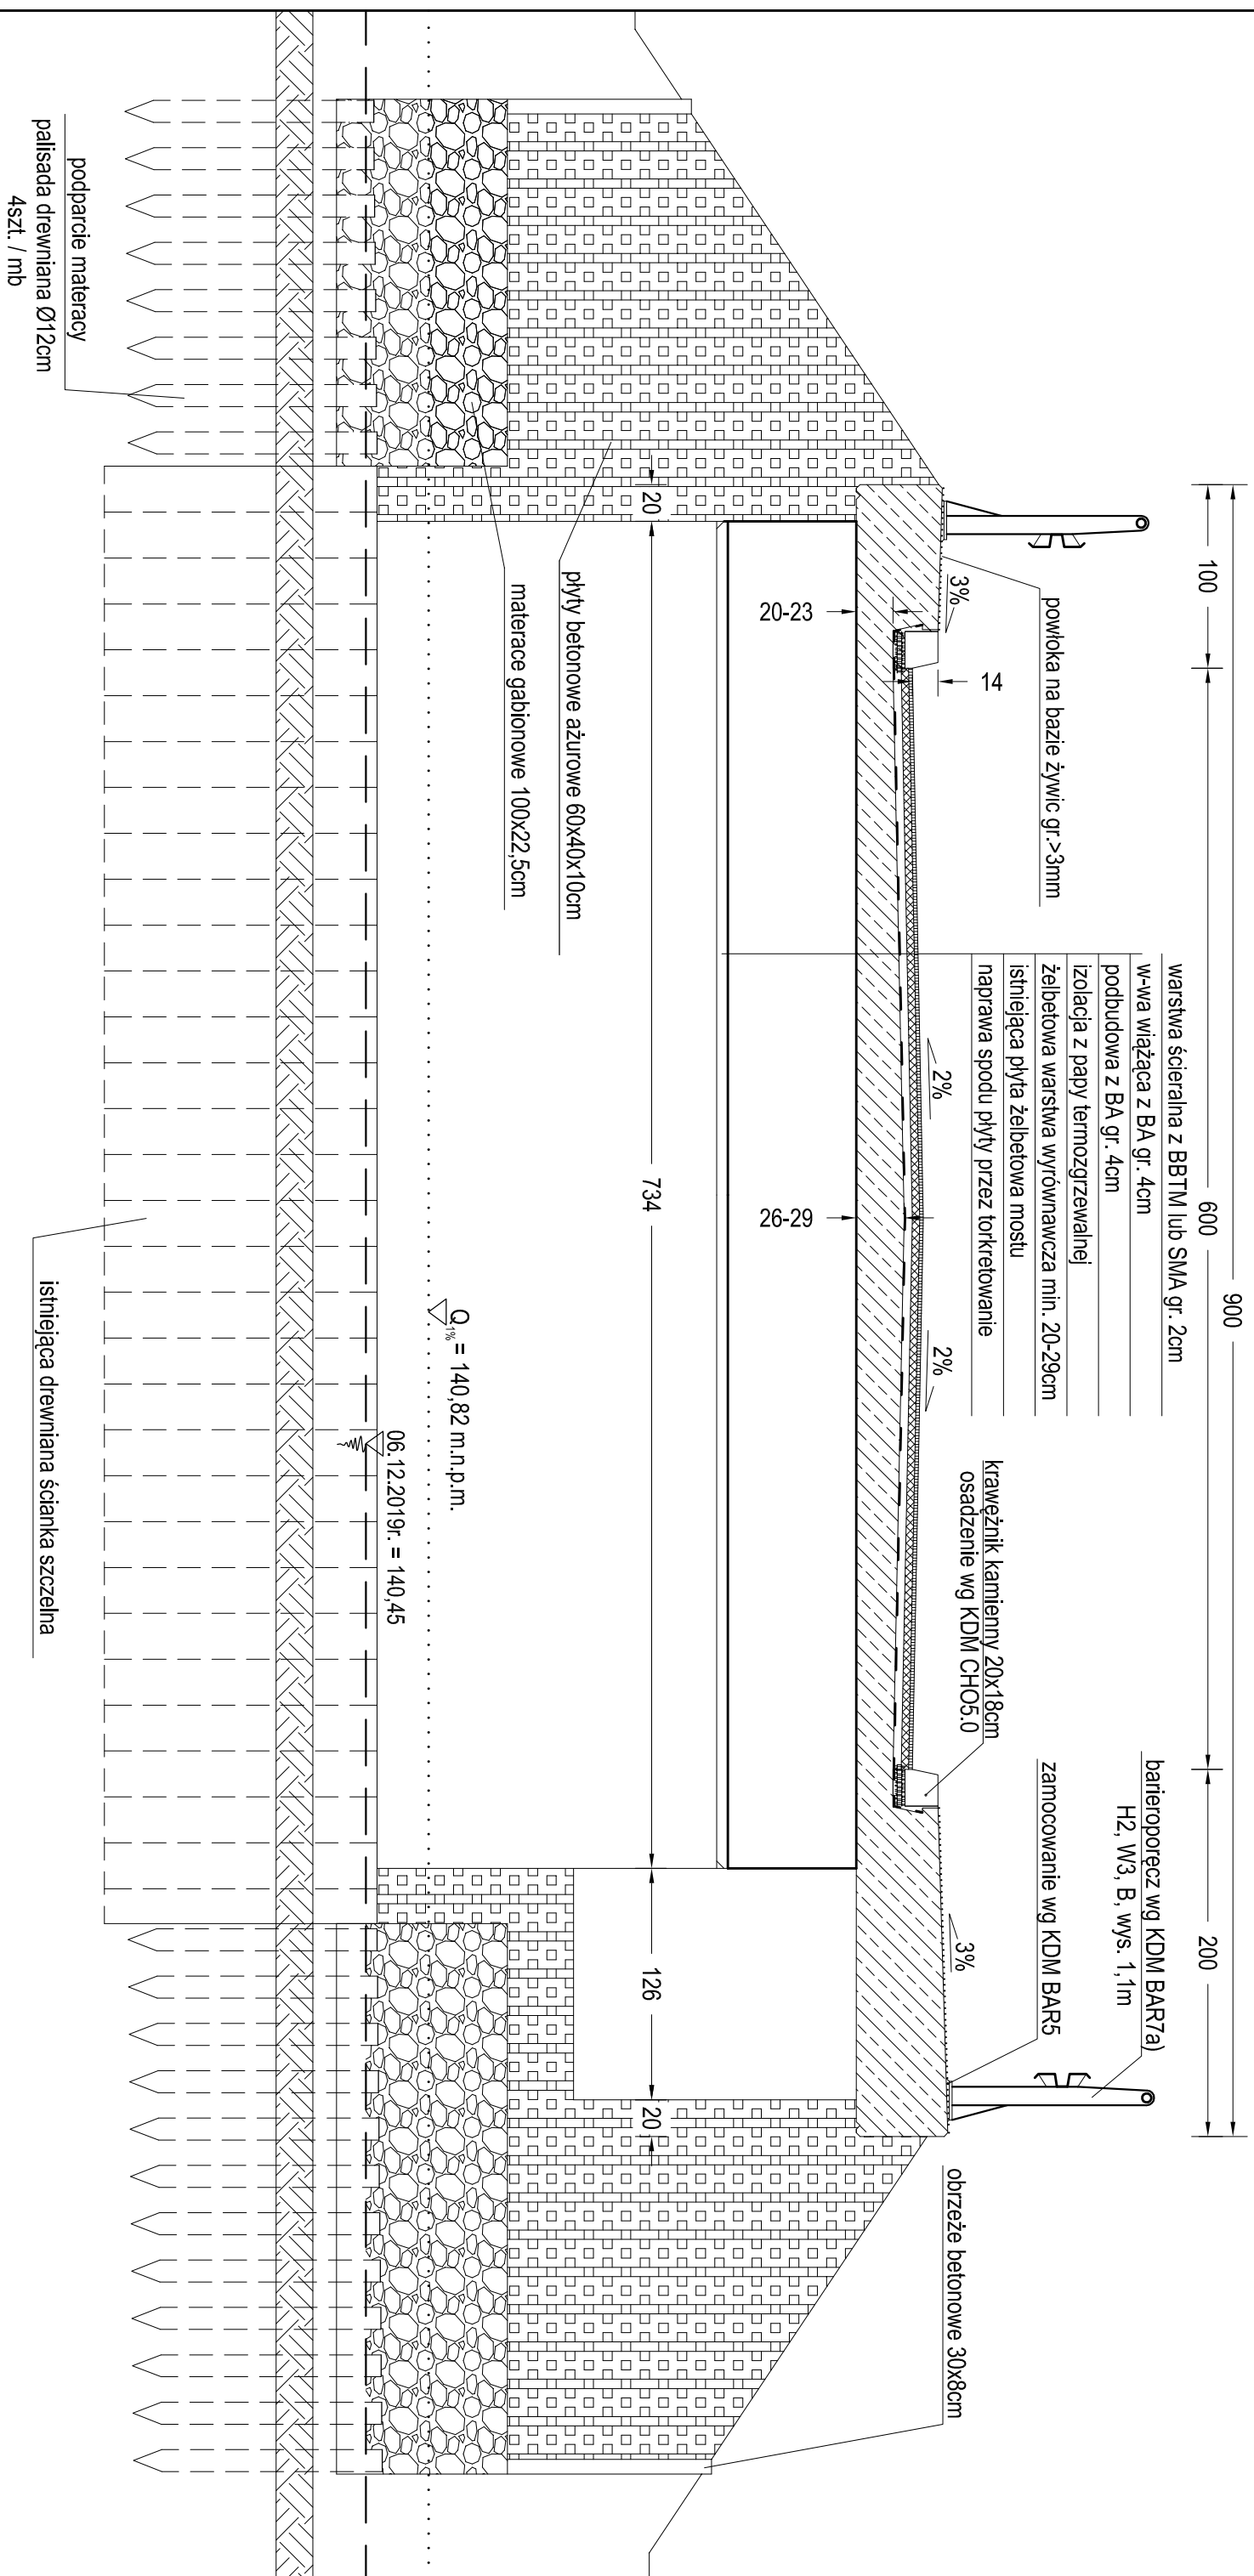 900
100
600
200
barieroporęcz wg KDM BAR7a)
H2, W3, B, wys. 1,1m
zamocowanie wg KDM BAR5
powłoka na bazie żywic gr.>3mm
warstwa ścieralna z BBTM lub SMA gr. 2cm
w-wa wiążąca z BA gr. 4cm
podbudowa z BA gr. 4cm
izolacja z papy termozgrzewalnej
żelbetowa warstwa wyrównawcza min. 20-29cm
istniejąca płyta żelbetowa mostu
naprawa spodu płyty przez torkretowanie
krawężnik kamienny 20x18cm
osadzenie wg KDM CHO5.0
obrzeże betonowe 30x8cm
3%
14
2%
2%
3%
20-23
26-29
20
734
126
20
płyty betonowe ażurowe 60x40x10cm
materace gabionowe 100x22,5cm
Q1% = 140,82 m.n.p.m.
06.12.2019r. = 140,45
podparcie materacy
palisada drewniana Ø12cm
4szt. / mb
istniejąca drewniana ścianka szczelna